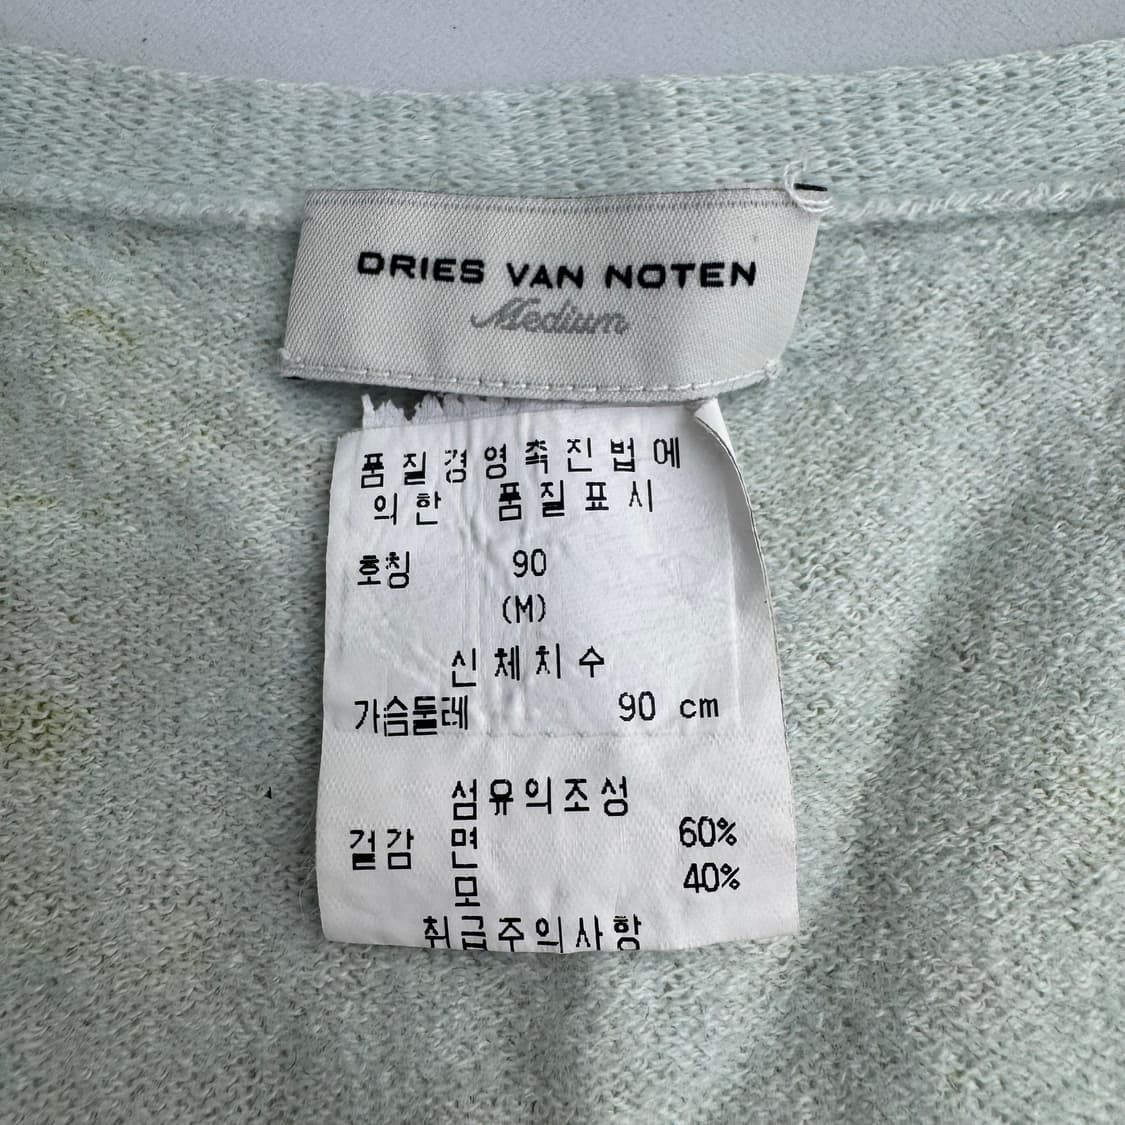 DRIES VAN NOTEN
Medium
품질경영촉진법에
의한 품질표시
호칭 90
(M)
신체치수
가슴둘레 90 cm
섬유의조성
겉감 면 60%
모 40%
취급주의사항